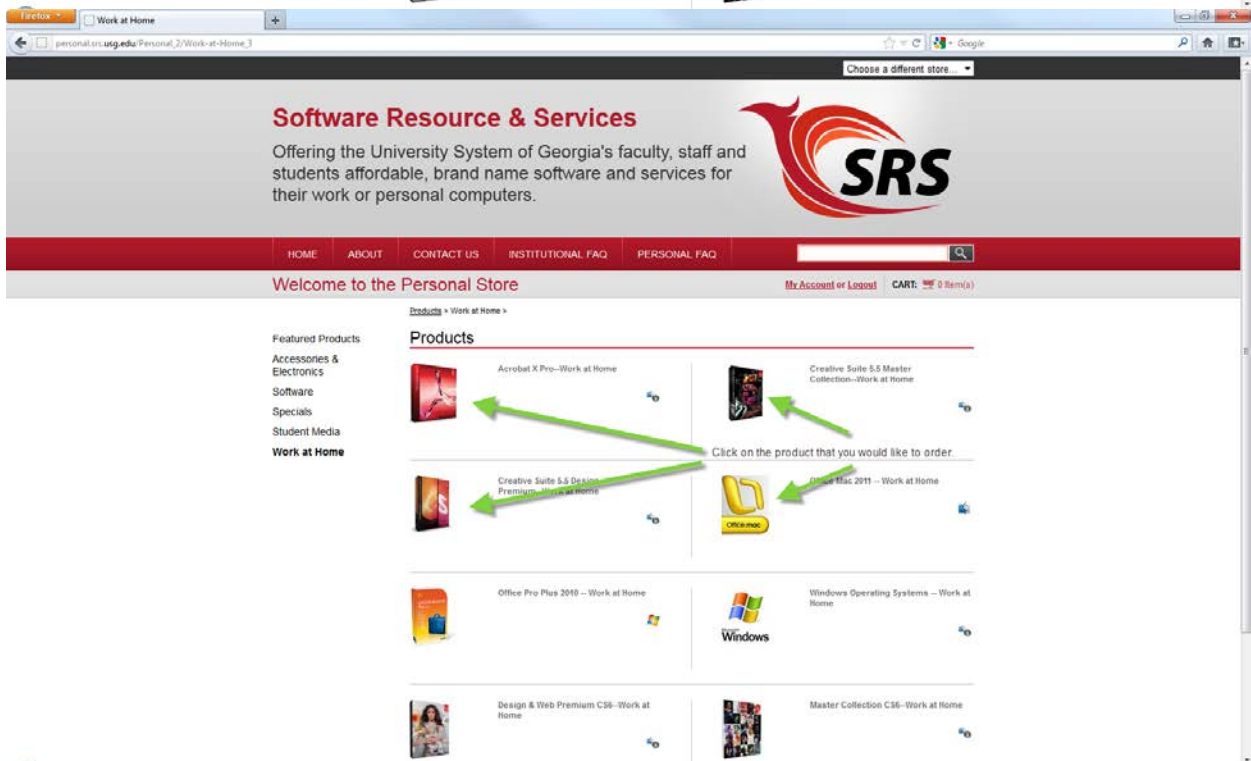 Firefox
Work at Home
personal.srs.usg.edu/Personal_2/Work-at-Home_3
Google
Choose a different store...
Software Resource & Services
Offering the University System of Georgia's faculty, staff and
students affordable, brand name software and services for
their work or personal computers.
SRS
HOME ABOUT CONTACT US INSTITUTIONAL FAQ PERSONAL FAQ
Welcome to the Personal Store
My Account or Logout CART: 0 Item(s)
Products > Work at Home >
Featured Products
Accessories &
Electronics
Software
Specials
Student Media
Work at Home
Products
Acrobat X Pro--Work at Home
Creative Suite 5.5 Master
Collection--Work at Home
Click on the product that you would like to order.
Creative Suite 5.5 Design
Premium--Work at Home
Office Mac 2011 -- Work at Home
Office:mac
Office Pro Plus 2010 -- Work at Home
Windows Operating Systems -- Work at
Home
Windows
Design & Web Premium CS6--Work at
Home
Master Collection CS6--Work at Home